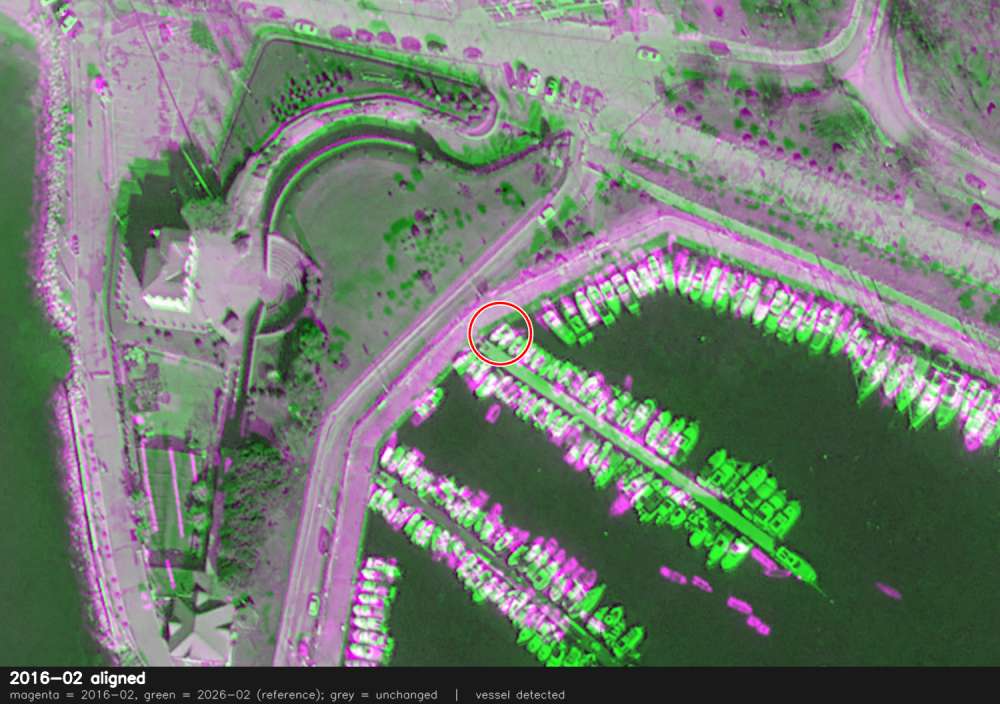 2016-02 aligned
magenta = 2016-02, green = 2026-02 (reference); grey = unchanged | vessel detected